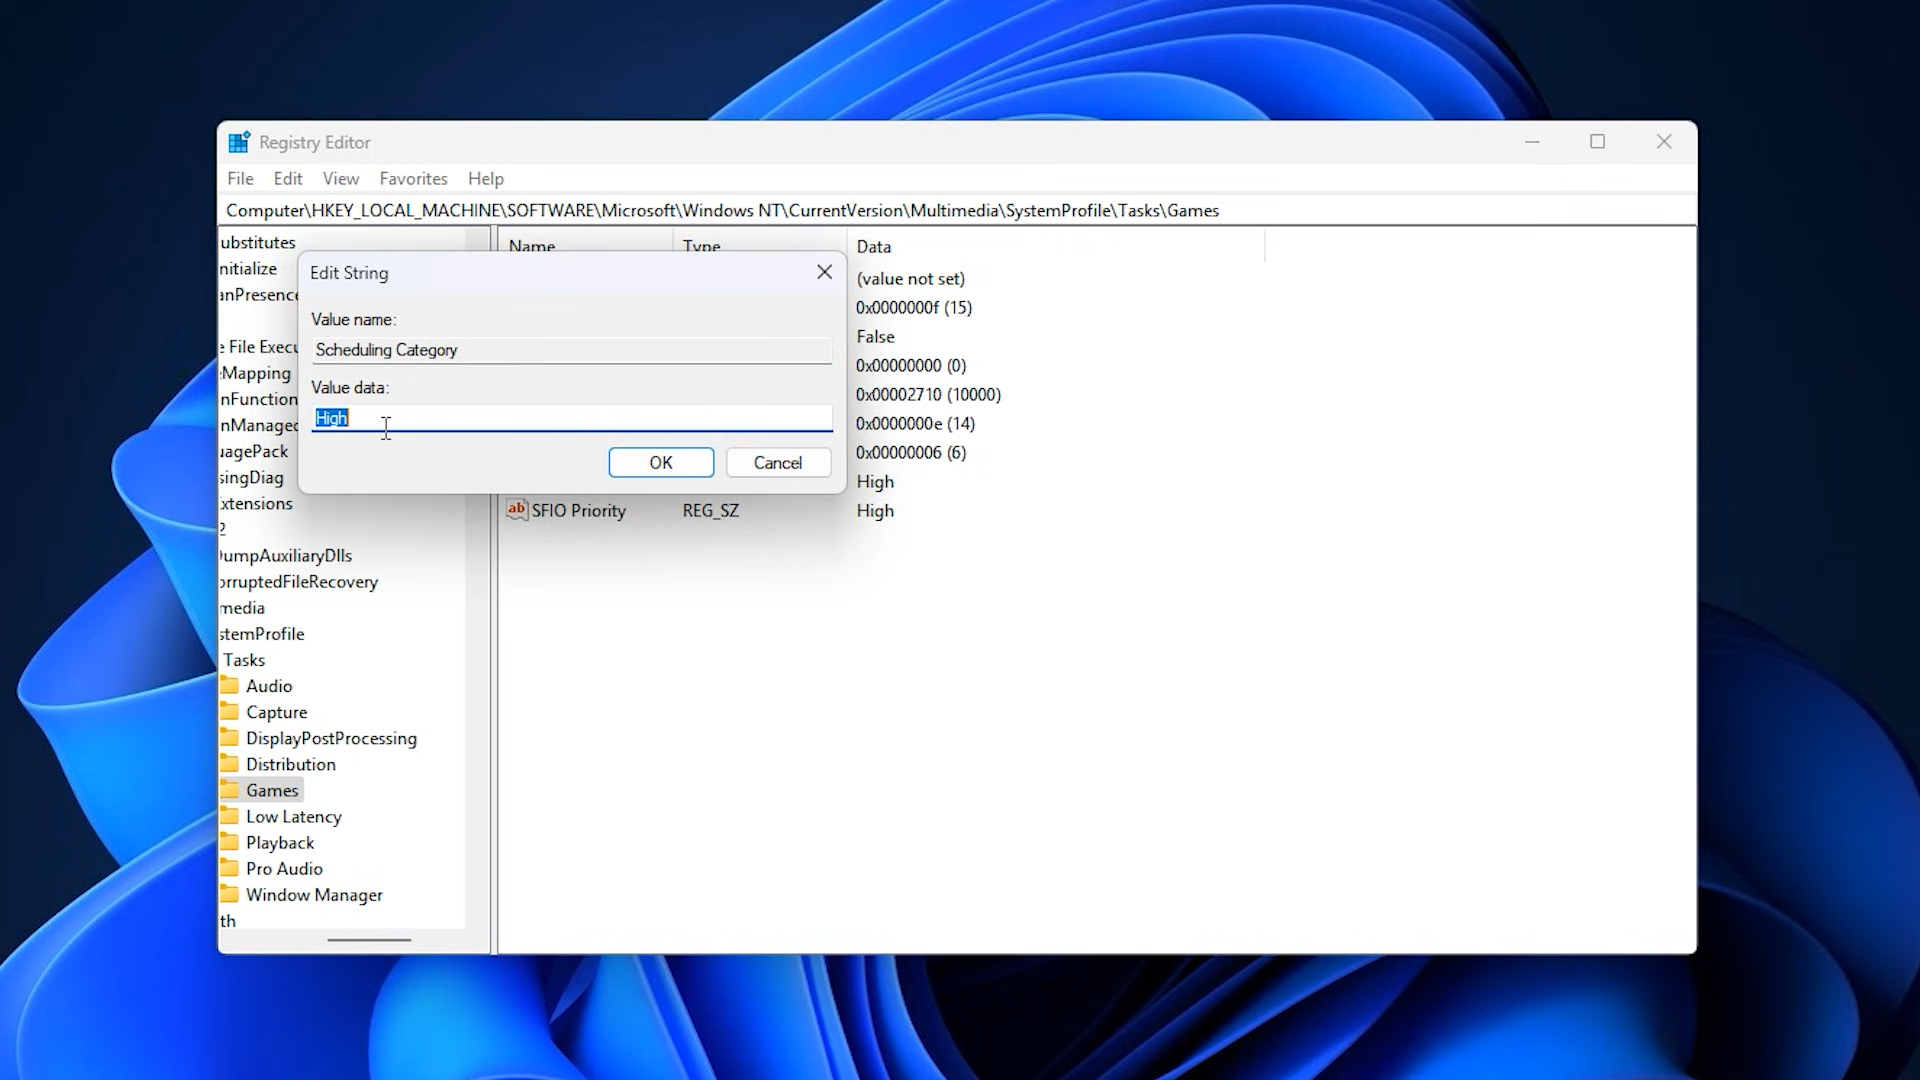 Registry Editor
File Edit View Favorites Help
Computer\HKEY_LOCAL_MACHINE\SOFTWARE\Microsoft\Windows NT\CurrentVersion\Multimedia\SystemProfile\Tasks\Games
ubstitutes
nitialize
anPresence
e File Execu
Mapping
nFunction
nManaged
uagePack
singDiag
xtensions
2
umpAuxiliaryDlls
orruptedFileRecovery
media
stemProfile
Tasks
Audio
Capture
DisplayPostProcessing
Distribution
Games
Low Latency
Playback
Pro Audio
Window Manager
th
Name Type Data
(value not set)
0x0000000f (15)
False
0x00000000 (0)
0x00002710 (10000)
0x0000000e (14)
0x00000006 (6)
High
ab SFIO Priority REG_SZ High
Edit String
Value name:
Scheduling Category
Value data:
High
OK Cancel